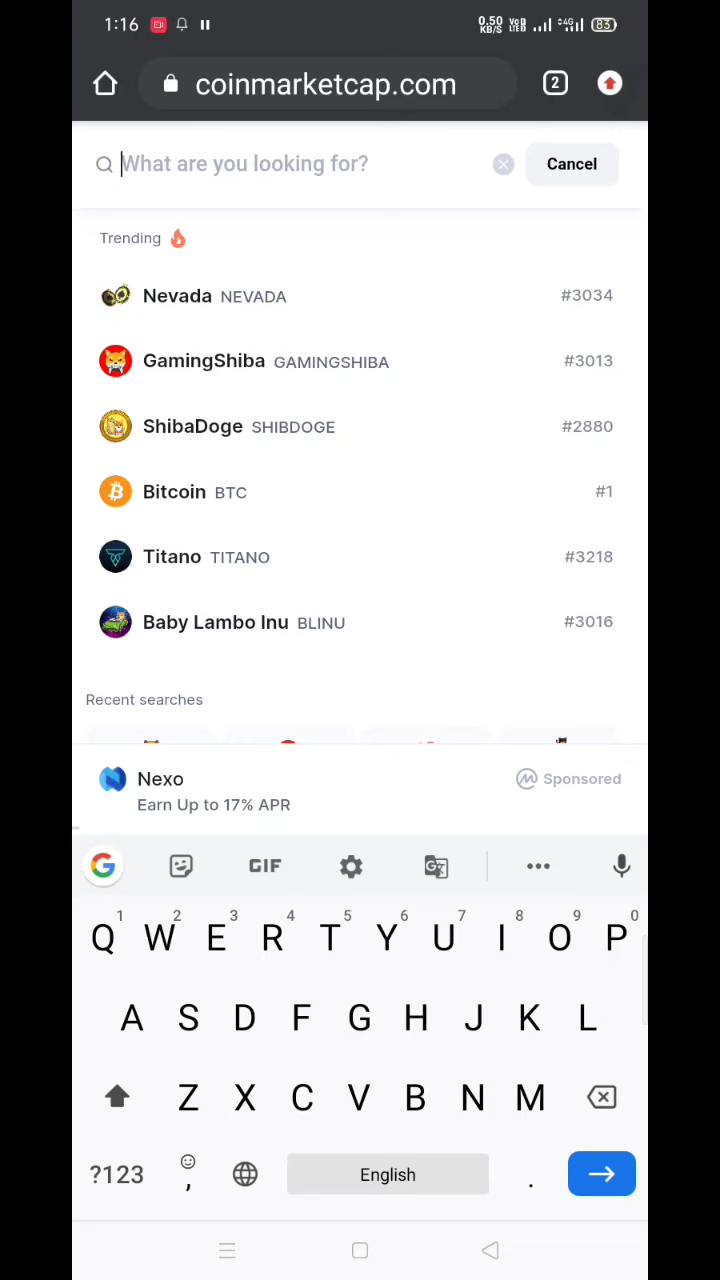 1:16 0.50 KB/S Vo) LTE 4G 83
coinmarketcap.com 2
What are you looking for? Cancel
Trending
Nevada NEVADA #3034
GamingShiba GAMINGSHIBA #3013
ShibaDoge SHIBDOGE #2880
Bitcoin BTC #1
Titano TITANO #3218
Baby Lambo Inu BLINU #3016
Recent searches
Nexo Sponsored
Earn Up to 17% APR
G GIF
1 2 3 4 5 6 7 8 9 0
Q W E R T Y U I O P
A S D F G H J K L
Z X C V B N M
?123 , English .